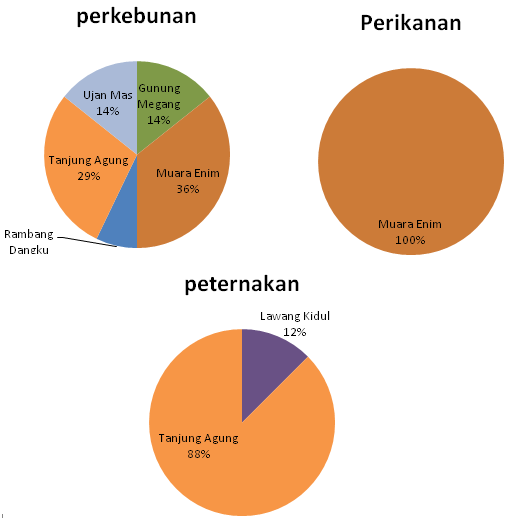 perkebunan
Ujan Mas
14%
Gunung
Megang
14%
Tanjung Agung
29%
Muara Enim
36%
Rambang
Dangku
Perikanan
Muara Enim
100%
peternakan
Lawang Kidul
12%
Tanjung Agung
88%